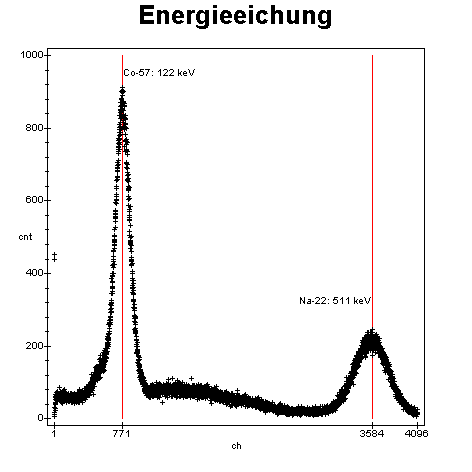 Energieeichung
1000
Co-57: 122 keV
800
600
cnt
400
Na-22: 511 keV
200
0
1 771 3584 4096
ch